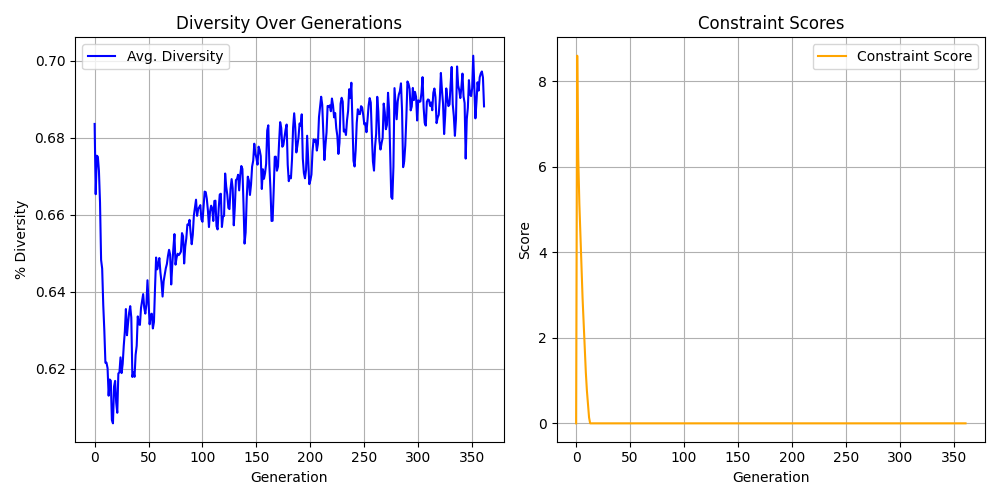 Diversity Over Generations
Avg. Diversity
% Diversity
0.70
0.68
0.66
0.64
0.62
0 50 100 150 200 250 300 350
Generation
Constraint Scores
Constraint Score
Score
8
6
4
2
0
0 50 100 150 200 250 300 350
Generation